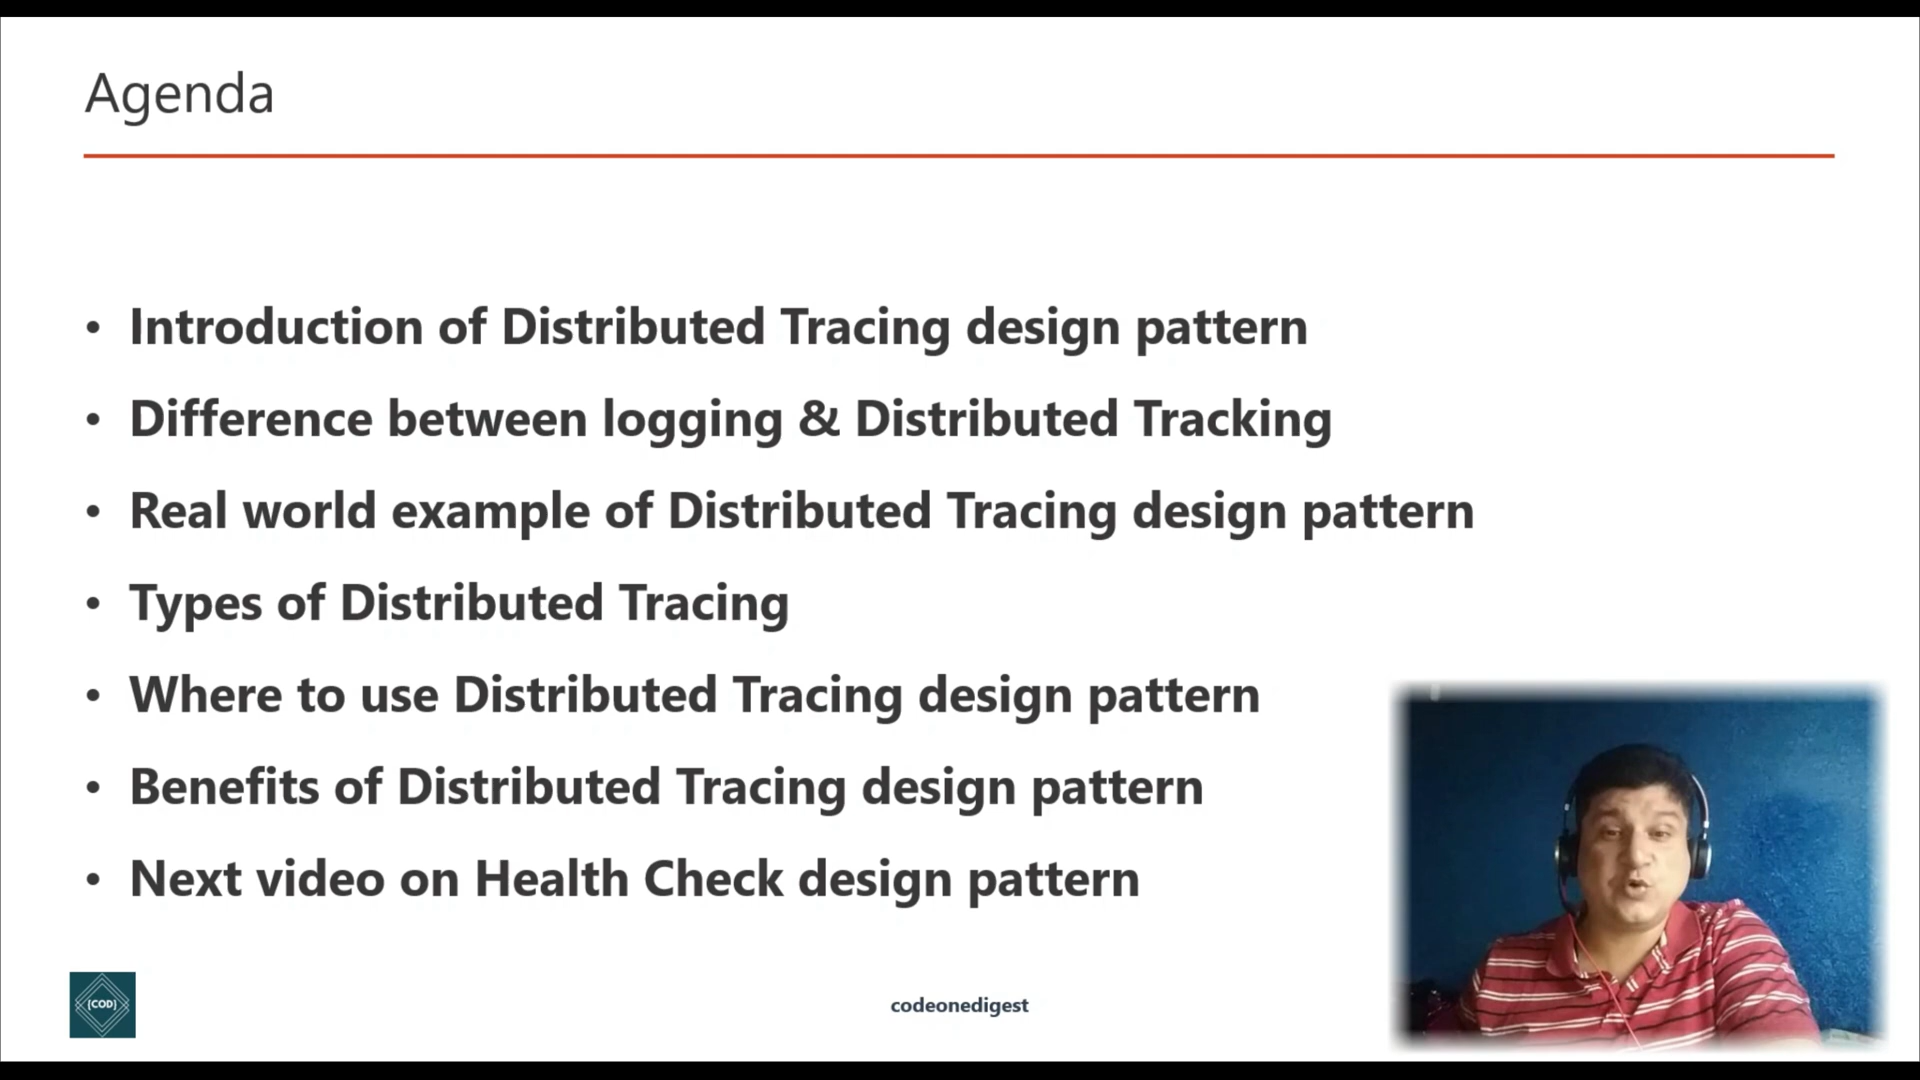 Agenda
• Introduction of Distributed Tracing design pattern
• Difference between logging & Distributed Tracking
• Real world example of Distributed Tracing design pattern
• Types of Distributed Tracing
• Where to use Distributed Tracing design pattern
• Benefits of Distributed Tracing design pattern
• Next video on Health Check design pattern
{COD}
codeonedigest